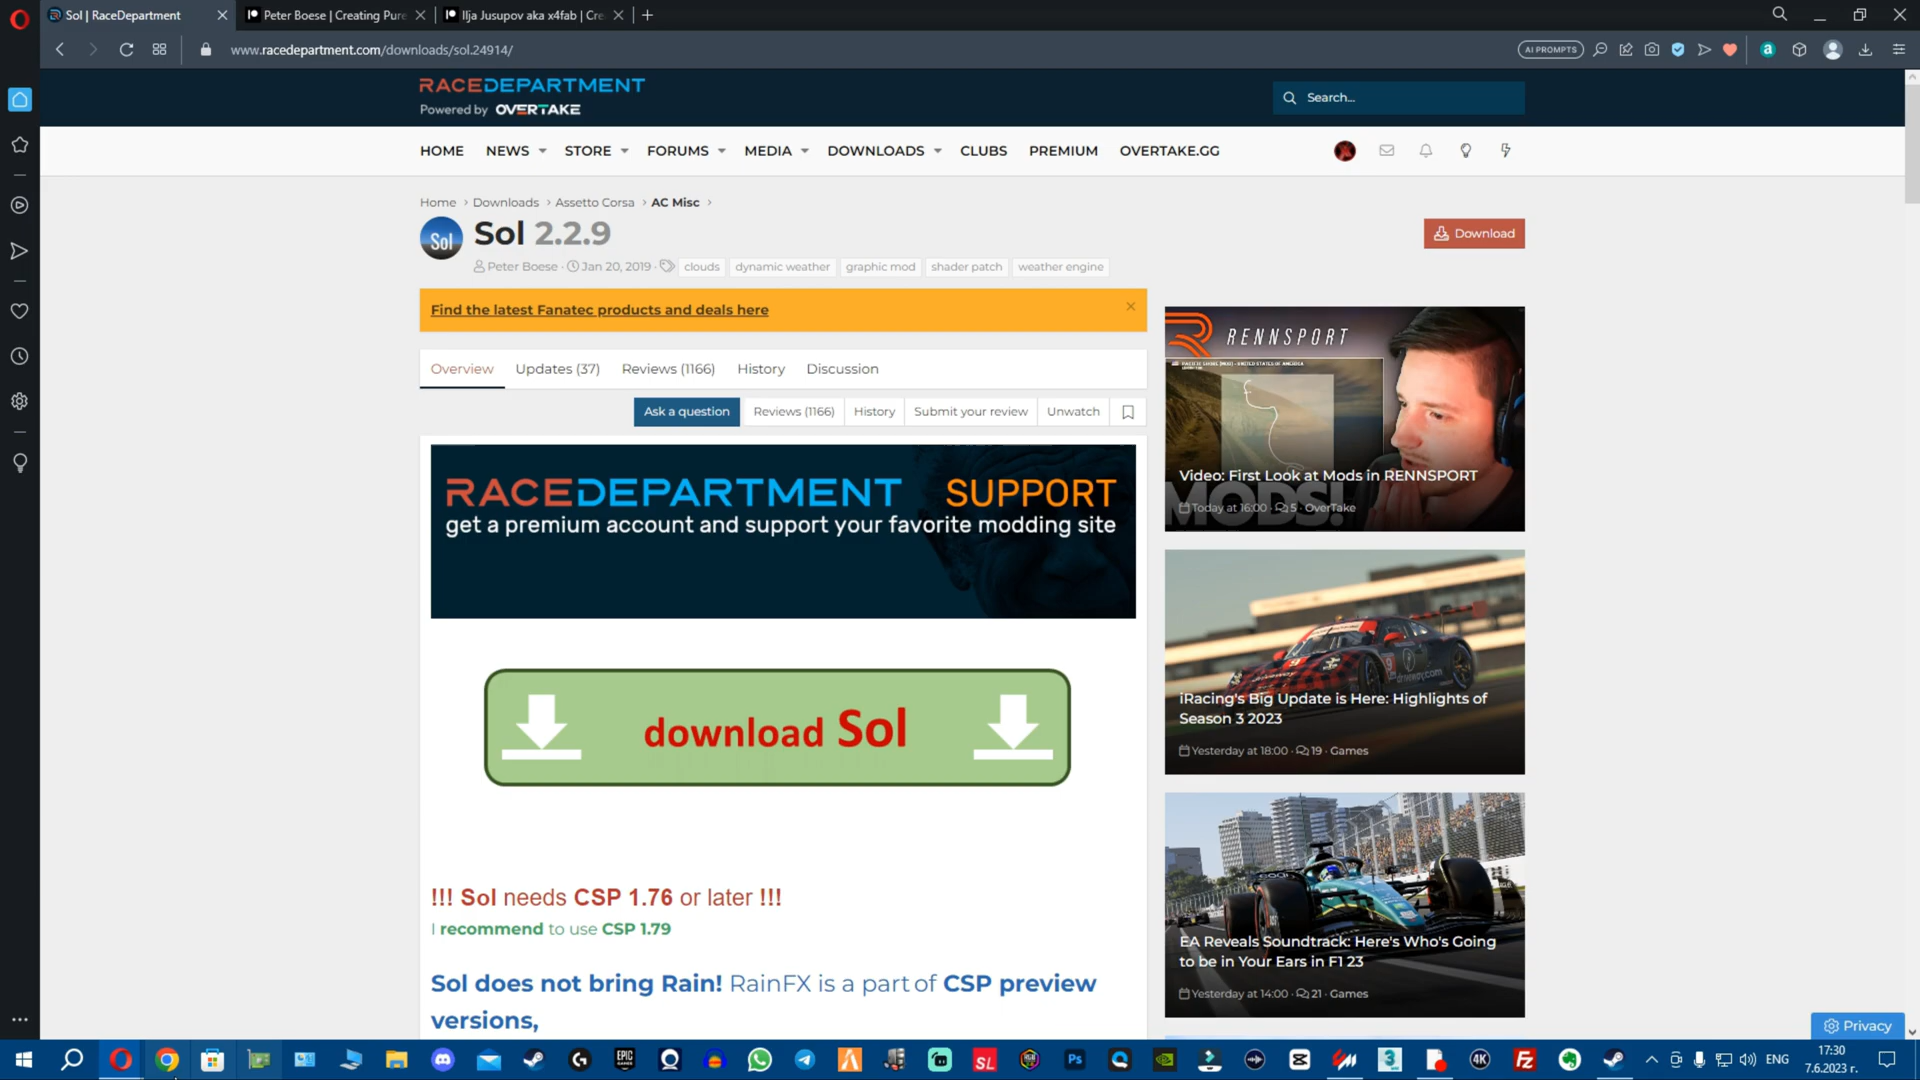 Sol | RaceDepartment
Peter Boese | Creating Pure
Ilja Jusupov aka x4fab | Cre
www.racedepartment.com/downloads/sol.24914/
AI PROMPTS
RACEDEPARTMENT
Powered by OVERTAKE
Search...
HOME NEWS STORE FORUMS MEDIA DOWNLOADS CLUBS PREMIUM OVERTAKE.GG
Home > Downloads > Assetto Corsa > AC Misc >
Sol
Sol 2.2.9
Download
Peter Boese · Jan 20, 2019 · clouds dynamic weather graphic mod shader patch weather engine
Find the latest Fanatec products and deals here
Overview Updates (37) Reviews (1166) History Discussion
Ask a question Reviews (1166) History Submit your review Unwatch
RACEDEPARTMENT SUPPORT
get a premium account and support your favorite modding site
download Sol
!!! Sol needs CSP 1.76 or later !!!
I recommend to use CSP 1.79
Sol does not bring Rain! RainFX is a part of CSP preview
versions,
RENNSPORT
Video: First Look at Mods in RENNSPORT
MODS!
Today at 16:00 · 5 · OverTake
iRacing's Big Update is Here: Highlights of
Season 3 2023
Yesterday at 18:00 · 19 · Games
EA Reveals Soundtrack: Here's Who's Going
to be in Your Ears in F1 23
Yesterday at 14:00 · 21 · Games
Privacy
EPIC
SL
Ps
3
4K
Fz
ENG
17:30
7.6.2023 г.